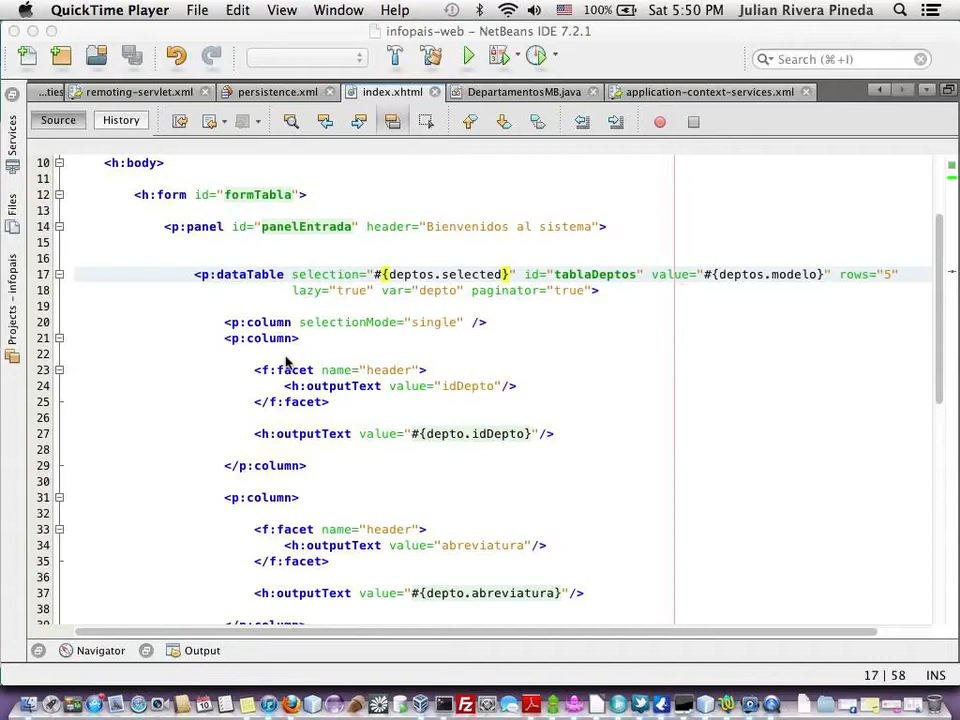 QuickTime Player File Edit View Window Help 100% Sat 5:50 PM Julian Rivera Pineda
infopais-web – NetBeans IDE 7.2.1
Search (⌘+I)
...ties remoting-servlet.xml persistence.xml index.xhtml DepartamentosMB.java application-context-services.xml
Source History
Services
Files
Projects - infopais
10 <h:body>
11
12 <h:form id="formTabla">
13
14 <p:panel id="panelEntrada" header="Bienvenidos al sistema">
15
16
17 <p:dataTable selection="#{deptos.selected}" id="tablaDeptos" value="#{deptos.modelo}" rows="5"
18 lazy="true" var="depto" paginator="true">
19
20 <p:column selectionMode="single" />
21 <p:column>
22
23 <f:facet name="header">
24 <h:outputText value="idDepto"/>
25 </f:facet>
26
27 <h:outputText value="#{depto.idDepto}"/>
28
29 </p:column>
30
31 <p:column>
32
33 <f:facet name="header">
34 <h:outputText value="abreviatura"/>
35 </f:facet>
36
37 <h:outputText value="#{depto.abreviatura}"/>
38
Navigator Output
17 | 58 INS